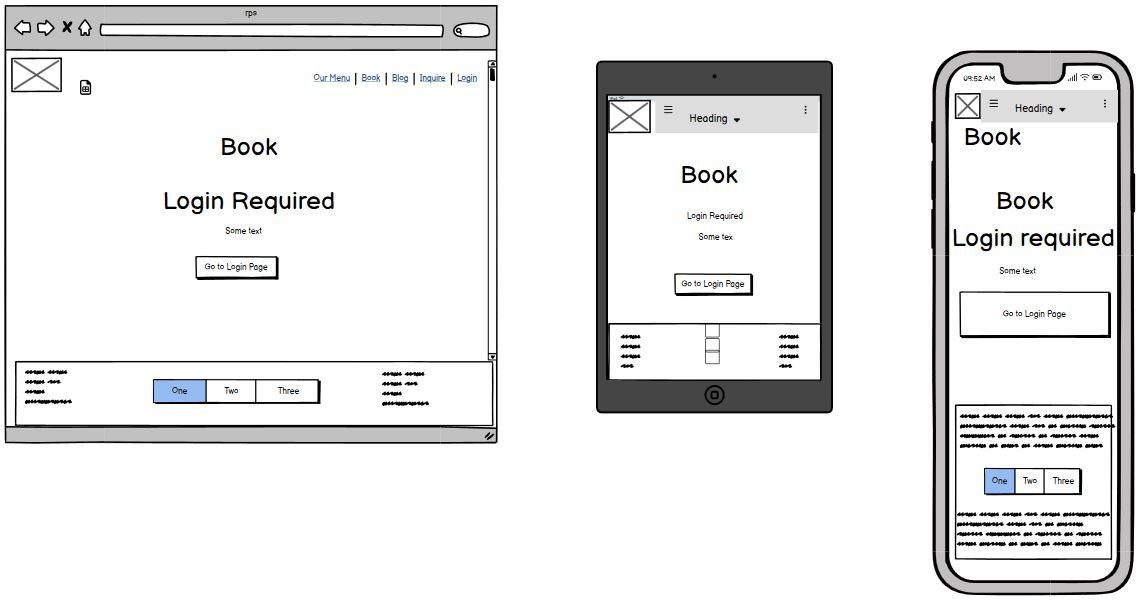 rps
Our Menu | Book | Blog | Inquire | Login
Book
Login Required
Some text
Go to Login Page
One Two Three
Heading
Book
Login Required
Some tex
Go to Login Page
09:52 AM
Heading
Book
Book
Login required
Some text
Go to Login Page
One Two Three